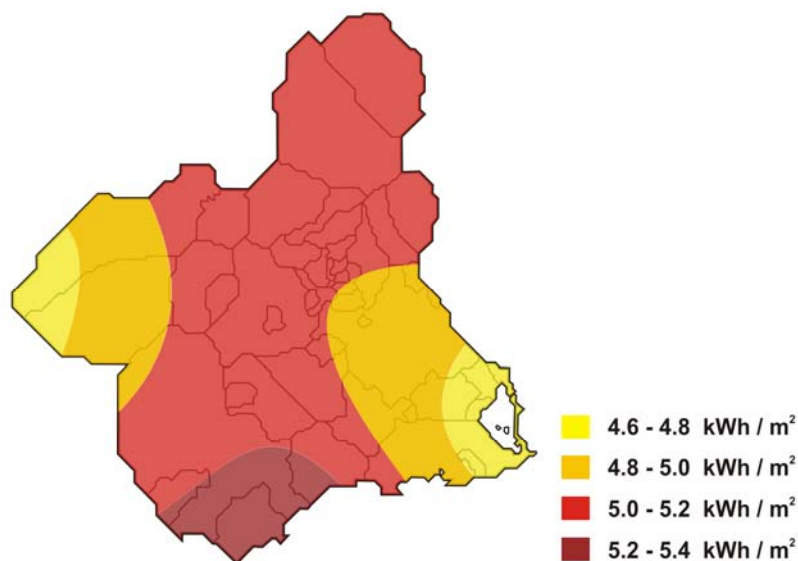 4.6 - 4.8 kWh / m²
4.8 - 5.0 kWh / m²
5.0 - 5.2 kWh / m²
5.2 - 5.4 kWh / m²